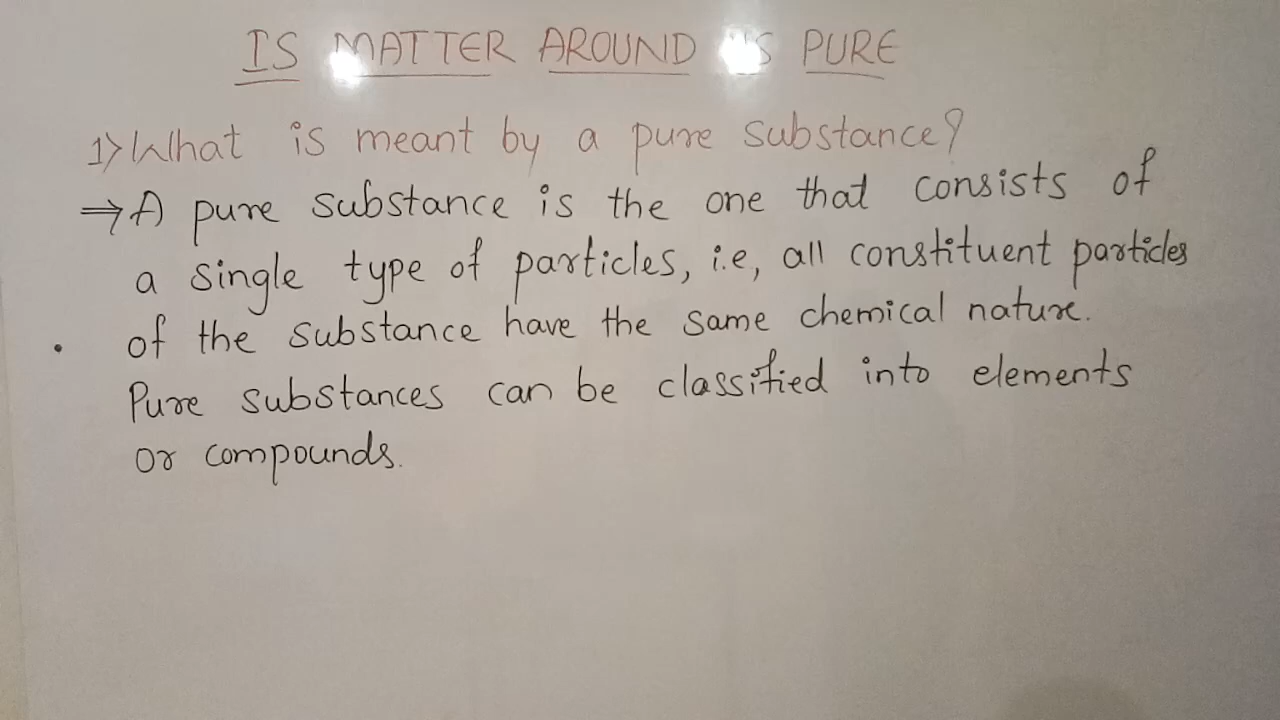 IS MATTER AROUND US PURE
1) What is meant by a pure substance?
⇒ A pure substance is the one that consists of
a single type of particles, i.e, all constituent particles
of the substance have the same chemical nature.
Pure substances can be classified into elements
or compounds.